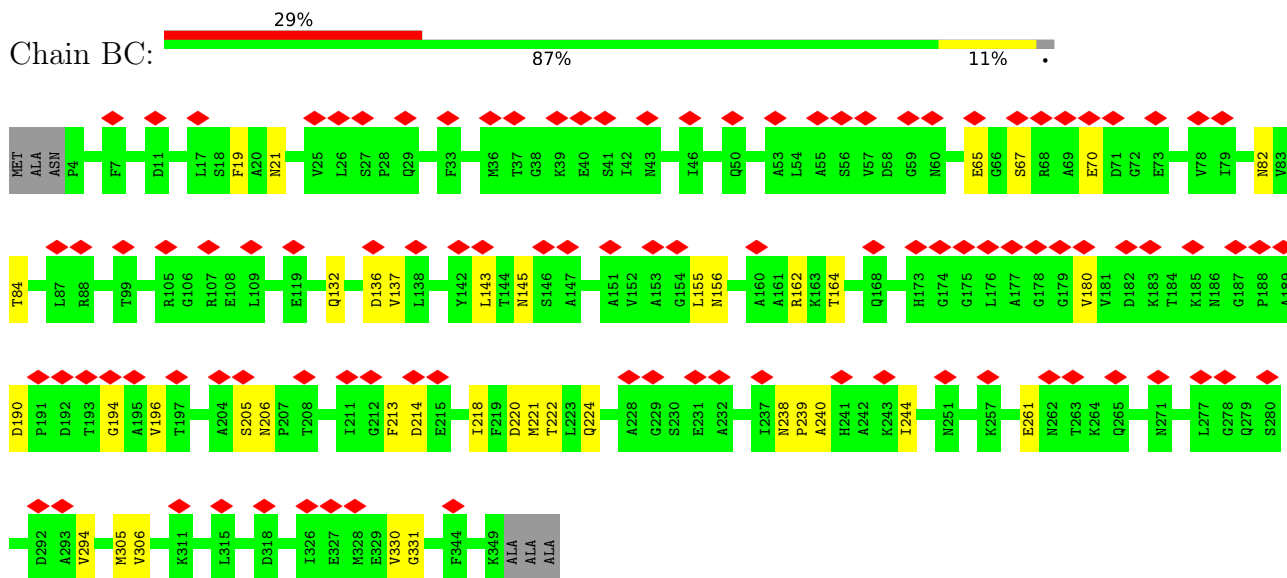 29%
Chain BC:
87% 11% •
MET ALA ASN P4 F7 D11 L17 S18 F19 A20 N21 V25 L26 S27 P28 Q29 F33 M36 T37 G38 K39 E40 S41 I42 N43 I46 Q50 A53 L54 A55 S56 V57 D58 G59 N60 E65 G66 S67 R68 A69 E70 D71 G72 E73 V78 I79 N82 V83
T84 L87 R88 T99 R105 G106 R107 E108 L109 E119 Q132 D136 V137 L138 Y142 L143 T144 N145 S146 A147 A151 V152 A153 G154 L155 N156 A160 A161 R162 K163 T164 Q168 H173 G174 G175 L176 A177 G178 G179 V180 V181 D182 K183 T184 K185 N186 G187 P188 A189
D190 P191 D192 T193 G194 A195 V196 T197 A204 S205 N206 P207 T208 I211 G212 F213 D214 E215 I218 F219 D220 M221 T222 L223 Q224 A228 G229 S230 E231 A232 I237 N238 P239 A240 H241 A242 K243 I244 N251 K257 E261 N262 T263 K264 Q265 N271 L277 G278 Q279 S280
D292 A293 V294 M305 V306 K311 L315 D318 I326 E327 M328 E329 V330 G331 F344 K349 ALA ALA ALA